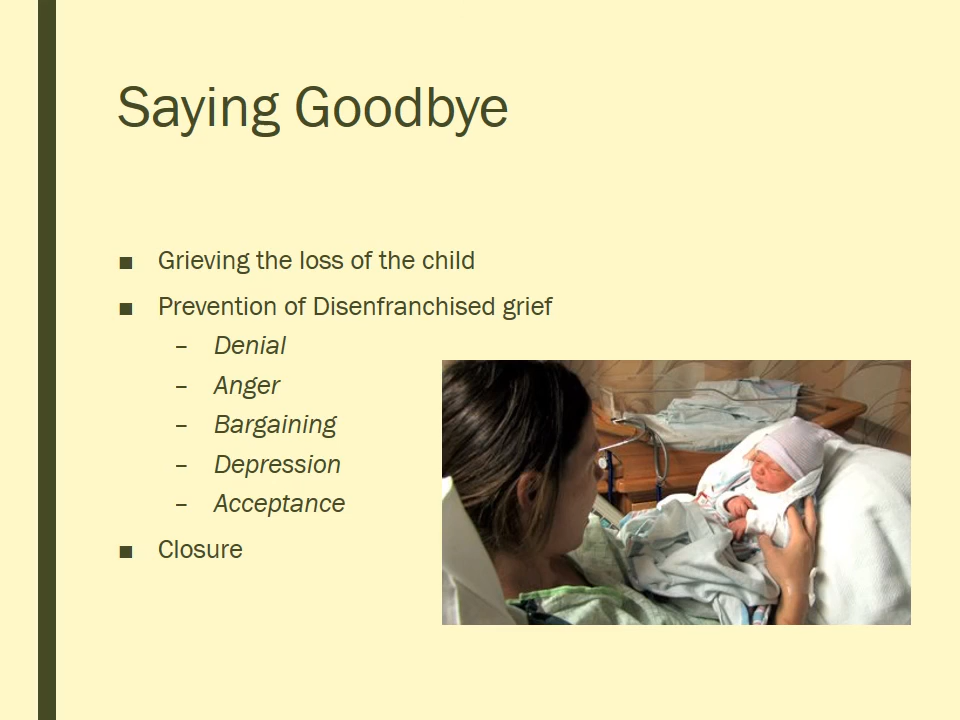 Saying Goodbye
■ Grieving the loss of the child
■ Prevention of Disenfranchised grief
– Denial
– Anger
– Bargaining
– Depression
– Acceptance
■ Closure